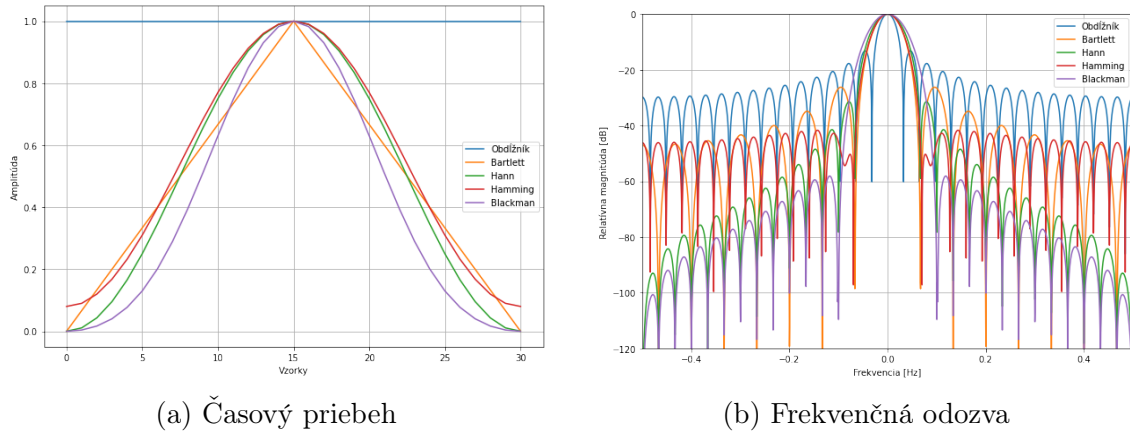 1.0
0.8
0.6
0.4
0.2
0.0
Amplitúda
0
5
10
15
20
25
30
Vzorky
Obdĺžník
Bartlett
Hann
Hamming
Blackman
(a) Časový priebeh
0
−20
−40
−60
−80
−100
−120
Relatívna magnitúda [dB]
−0.4
−0.2
0.0
0.2
0.4
Frekvencia [Hz]
Obdĺžník
Bartlett
Hann
Hamming
Blackman
(b) Frekvenčná odozva